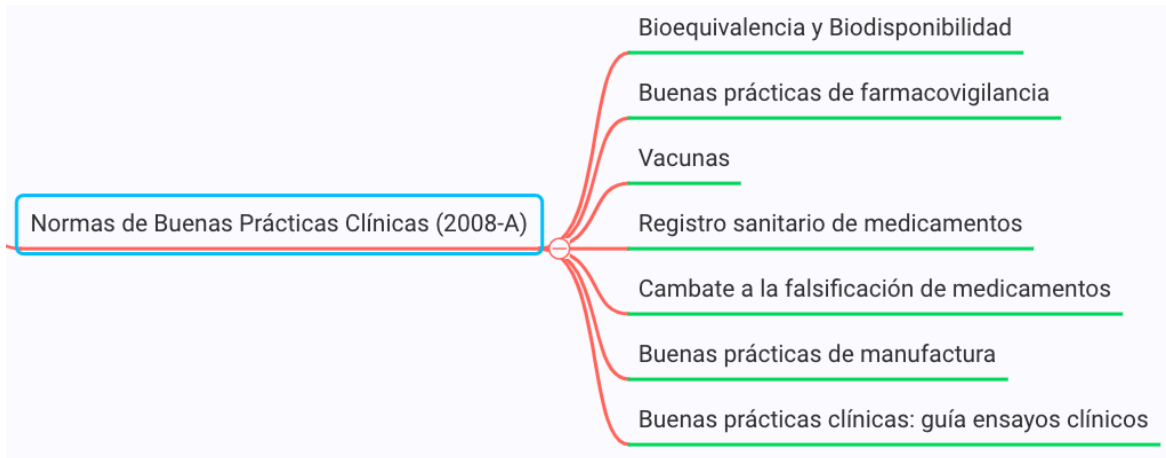 Bioequivalencia y Biodisponibilidad
Buenas prácticas de farmacovigilancia
Vacunas
Normas de Buenas Prácticas Clínicas (2008-A)
Registro sanitario de medicamentos
Cambate a la falsificación de medicamentos
Buenas prácticas de manufactura
Buenas prácticas clínicas: guía ensayos clínicos